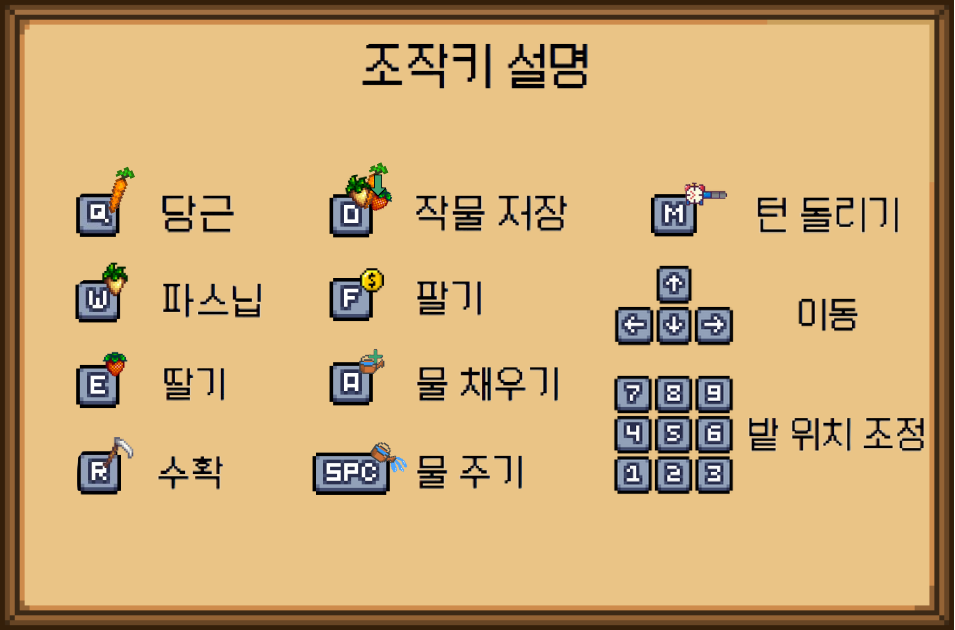 조작키 설명
Q 당근
D 작물 저장
M 턴 돌리기
W 파스닙
F $ 팔기
↑
← ↓ → 이동
E 딸기
A 물 채우기
7 8 9
4 5 6 밭 위치 조정
1 2 3
R 수확
SPC 물 주기